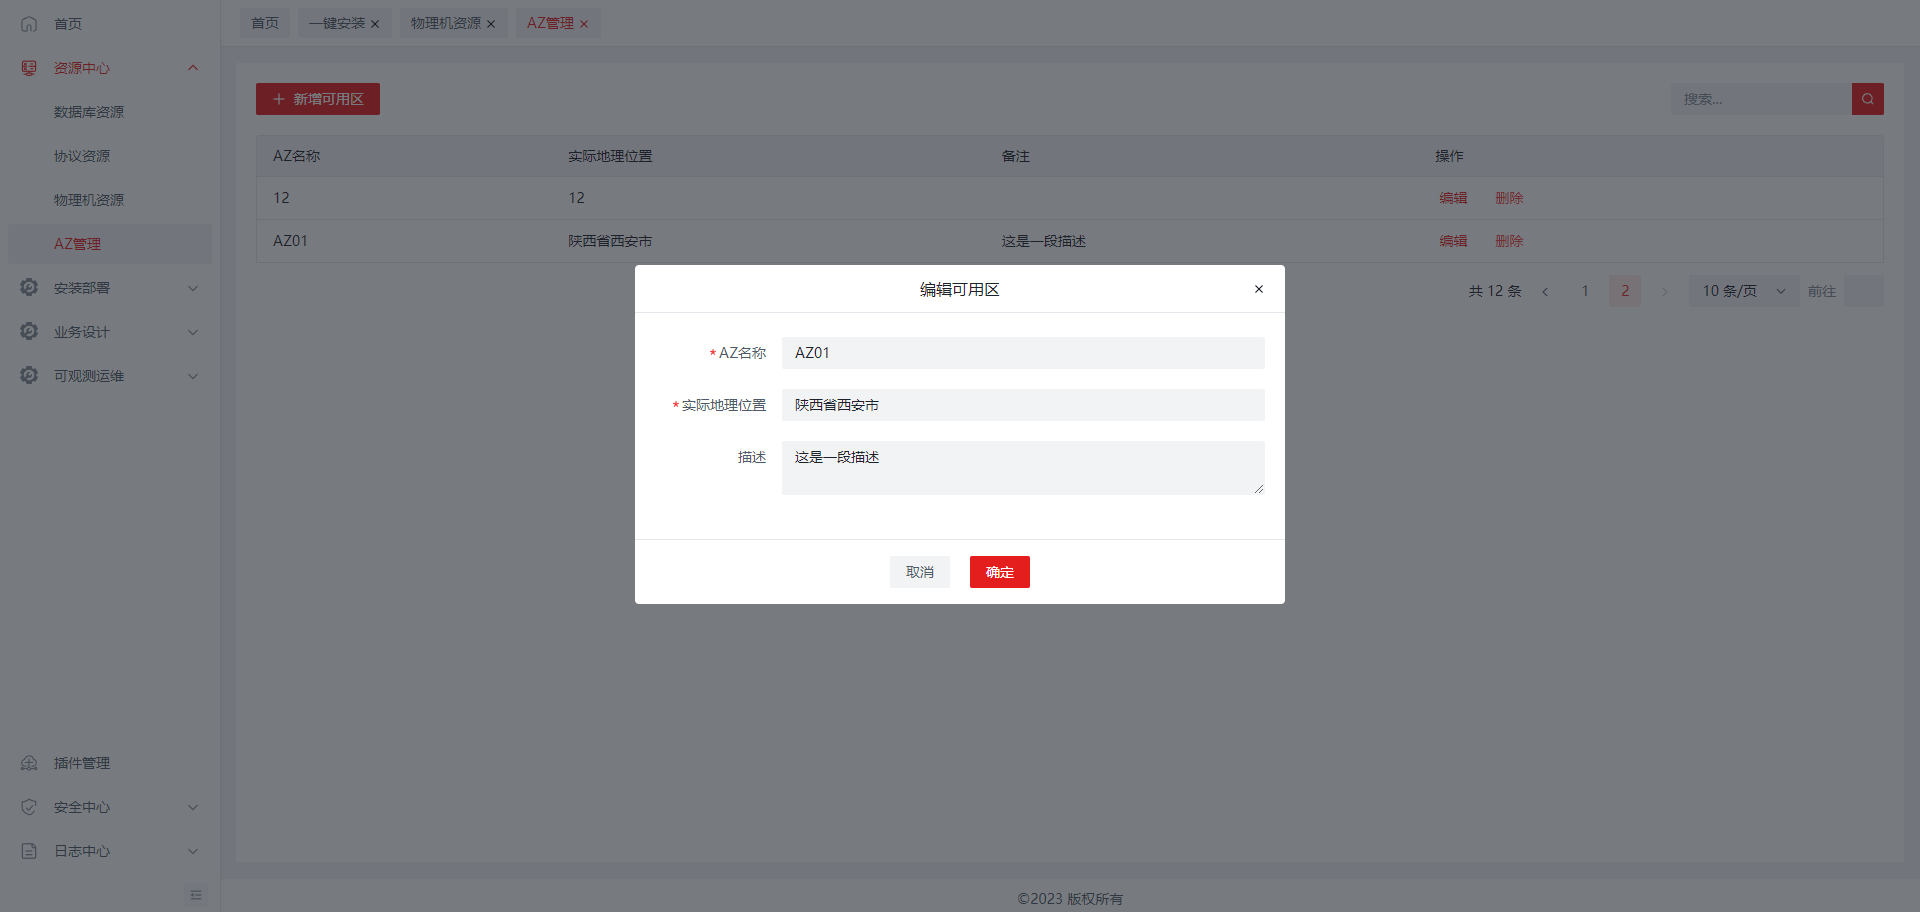 首页
资源中心
数据库资源
协议资源
物理机资源
AZ管理
安装部署
业务设计
可观测运维
插件管理
安全中心
日志中心
首页 一键安装 物理机资源 AZ管理
新增可用区 搜索...
AZ名称 实际地理位置 备注 操作
12 12 编辑 删除
AZ01 陕西省西安市 这是一段描述 编辑 删除
共 12 条 1 2 10 条/页 前往
编辑可用区
*AZ名称 AZ01
*实际地理位置 陕西省西安市
描述 这是一段描述
取消 确定
©2023 版权所有